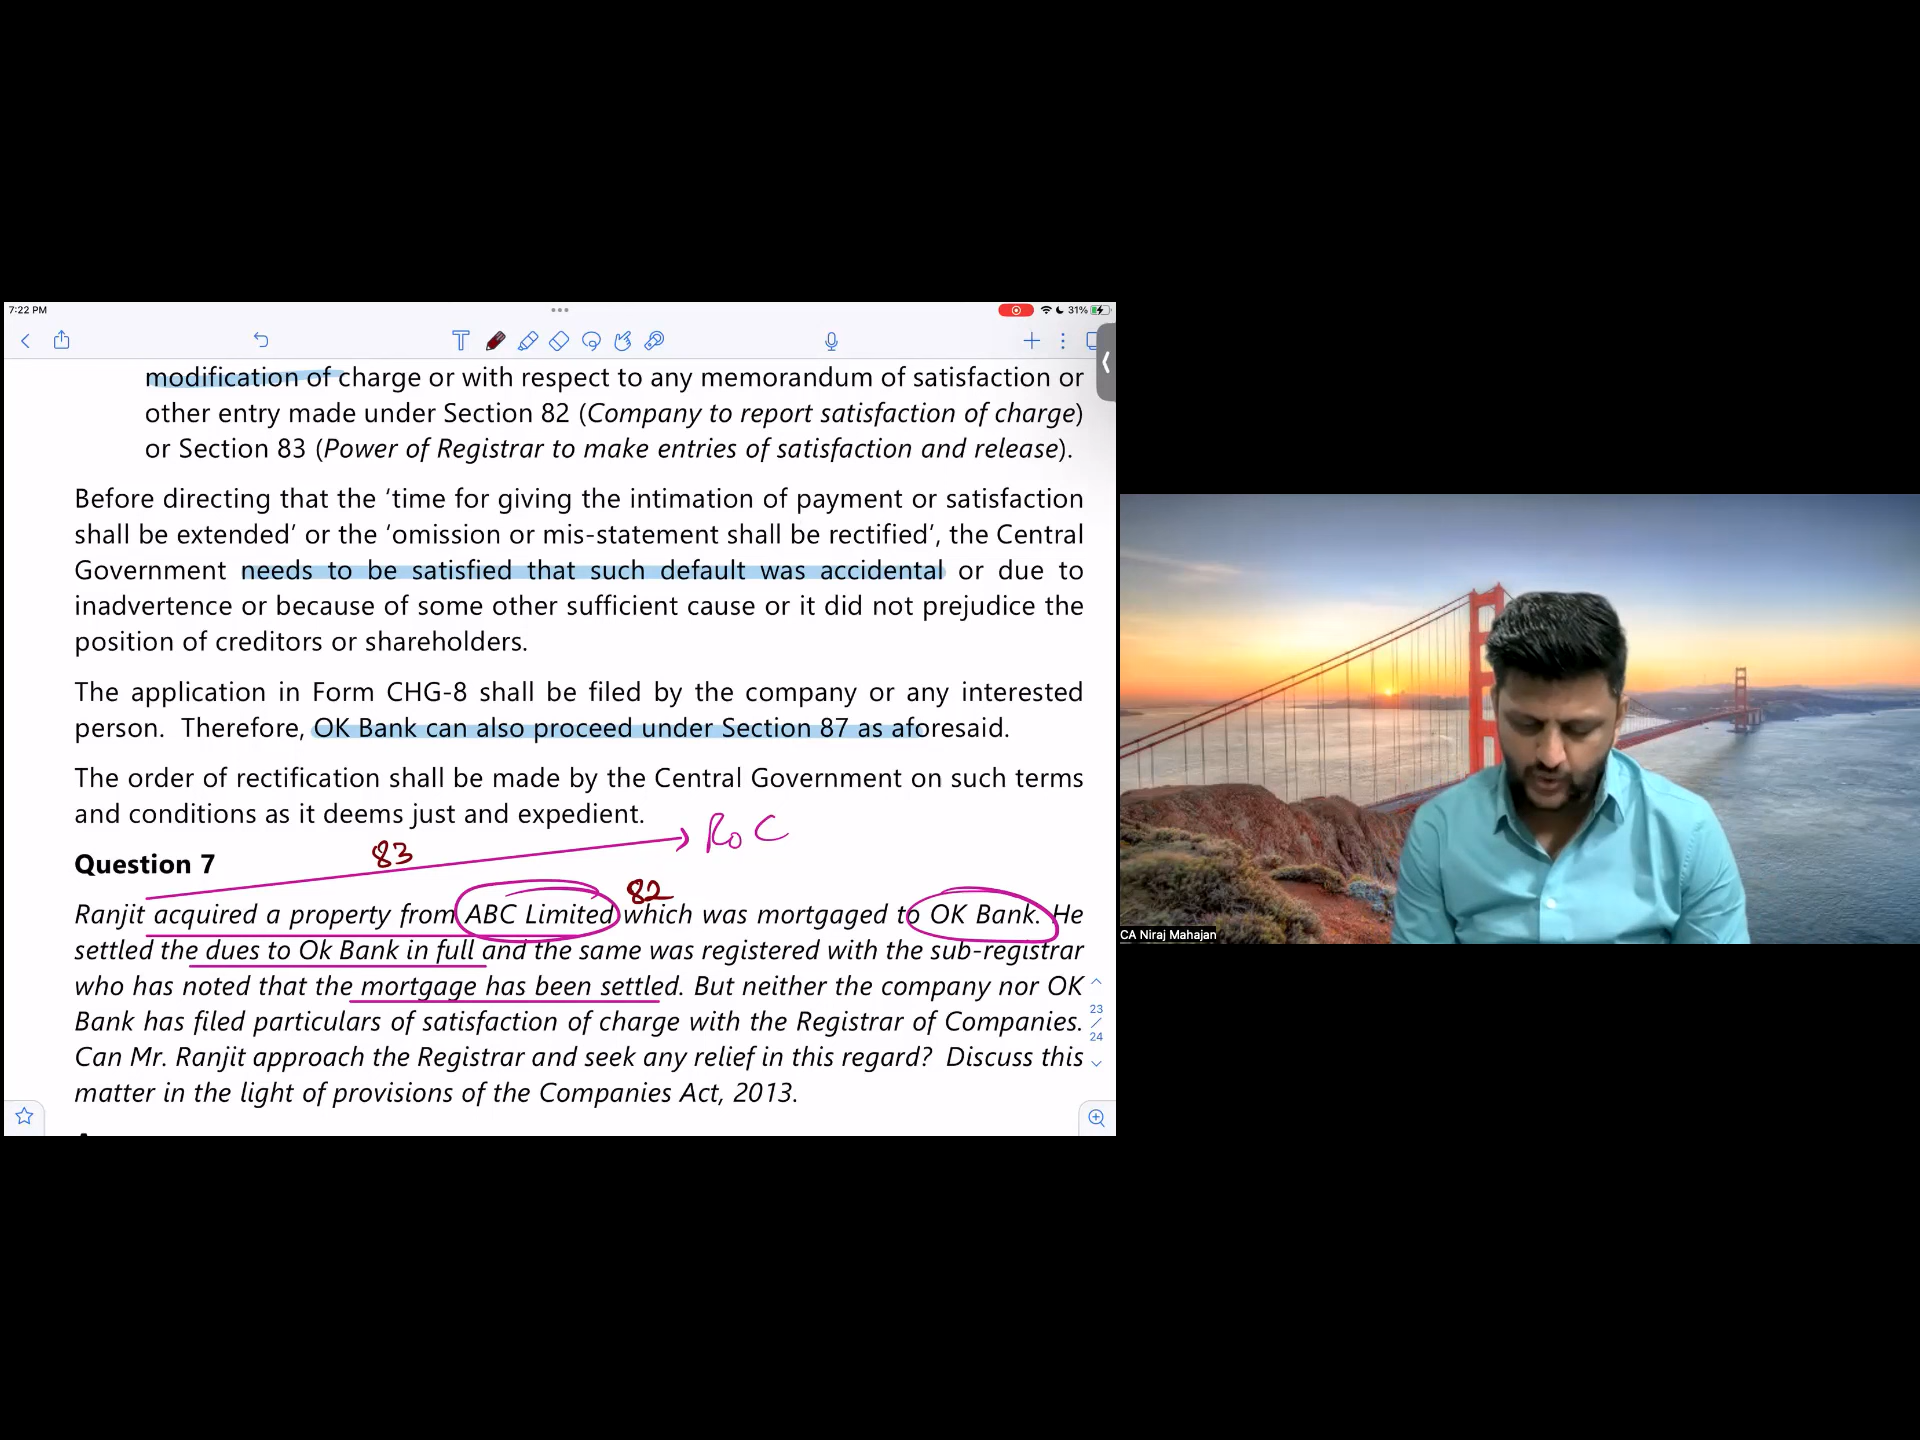 7:22 PM
31%
modification of charge or with respect to any memorandum of satisfaction or
other entry made under Section 82 (Company to report satisfaction of charge)
or Section 83 (Power of Registrar to make entries of satisfaction and release).
Before directing that the ‘time for giving the intimation of payment or satisfaction
shall be extended’ or the ‘omission or mis-statement shall be rectified’, the Central
Government needs to be satisfied that such default was accidental or due to
inadvertence or because of some other sufficient cause or it did not prejudice the
position of creditors or shareholders.
The application in Form CHG-8 shall be filed by the company or any interested
person. Therefore, OK Bank can also proceed under Section 87 as aforesaid.
The order of rectification shall be made by the Central Government on such terms
and conditions as it deems just and expedient.
RoC
83
Question 7
82
Ranjit acquired a property from ABC Limited which was mortgaged to OK Bank. He
settled the dues to Ok Bank in full and the same was registered with the sub-registrar
who has noted that the mortgage has been settled. But neither the company nor OK
Bank has filed particulars of satisfaction of charge with the Registrar of Companies.
Can Mr. Ranjit approach the Registrar and seek any relief in this regard? Discuss this
matter in the light of provisions of the Companies Act, 2013.
23
24
CA Niraj Mahajan